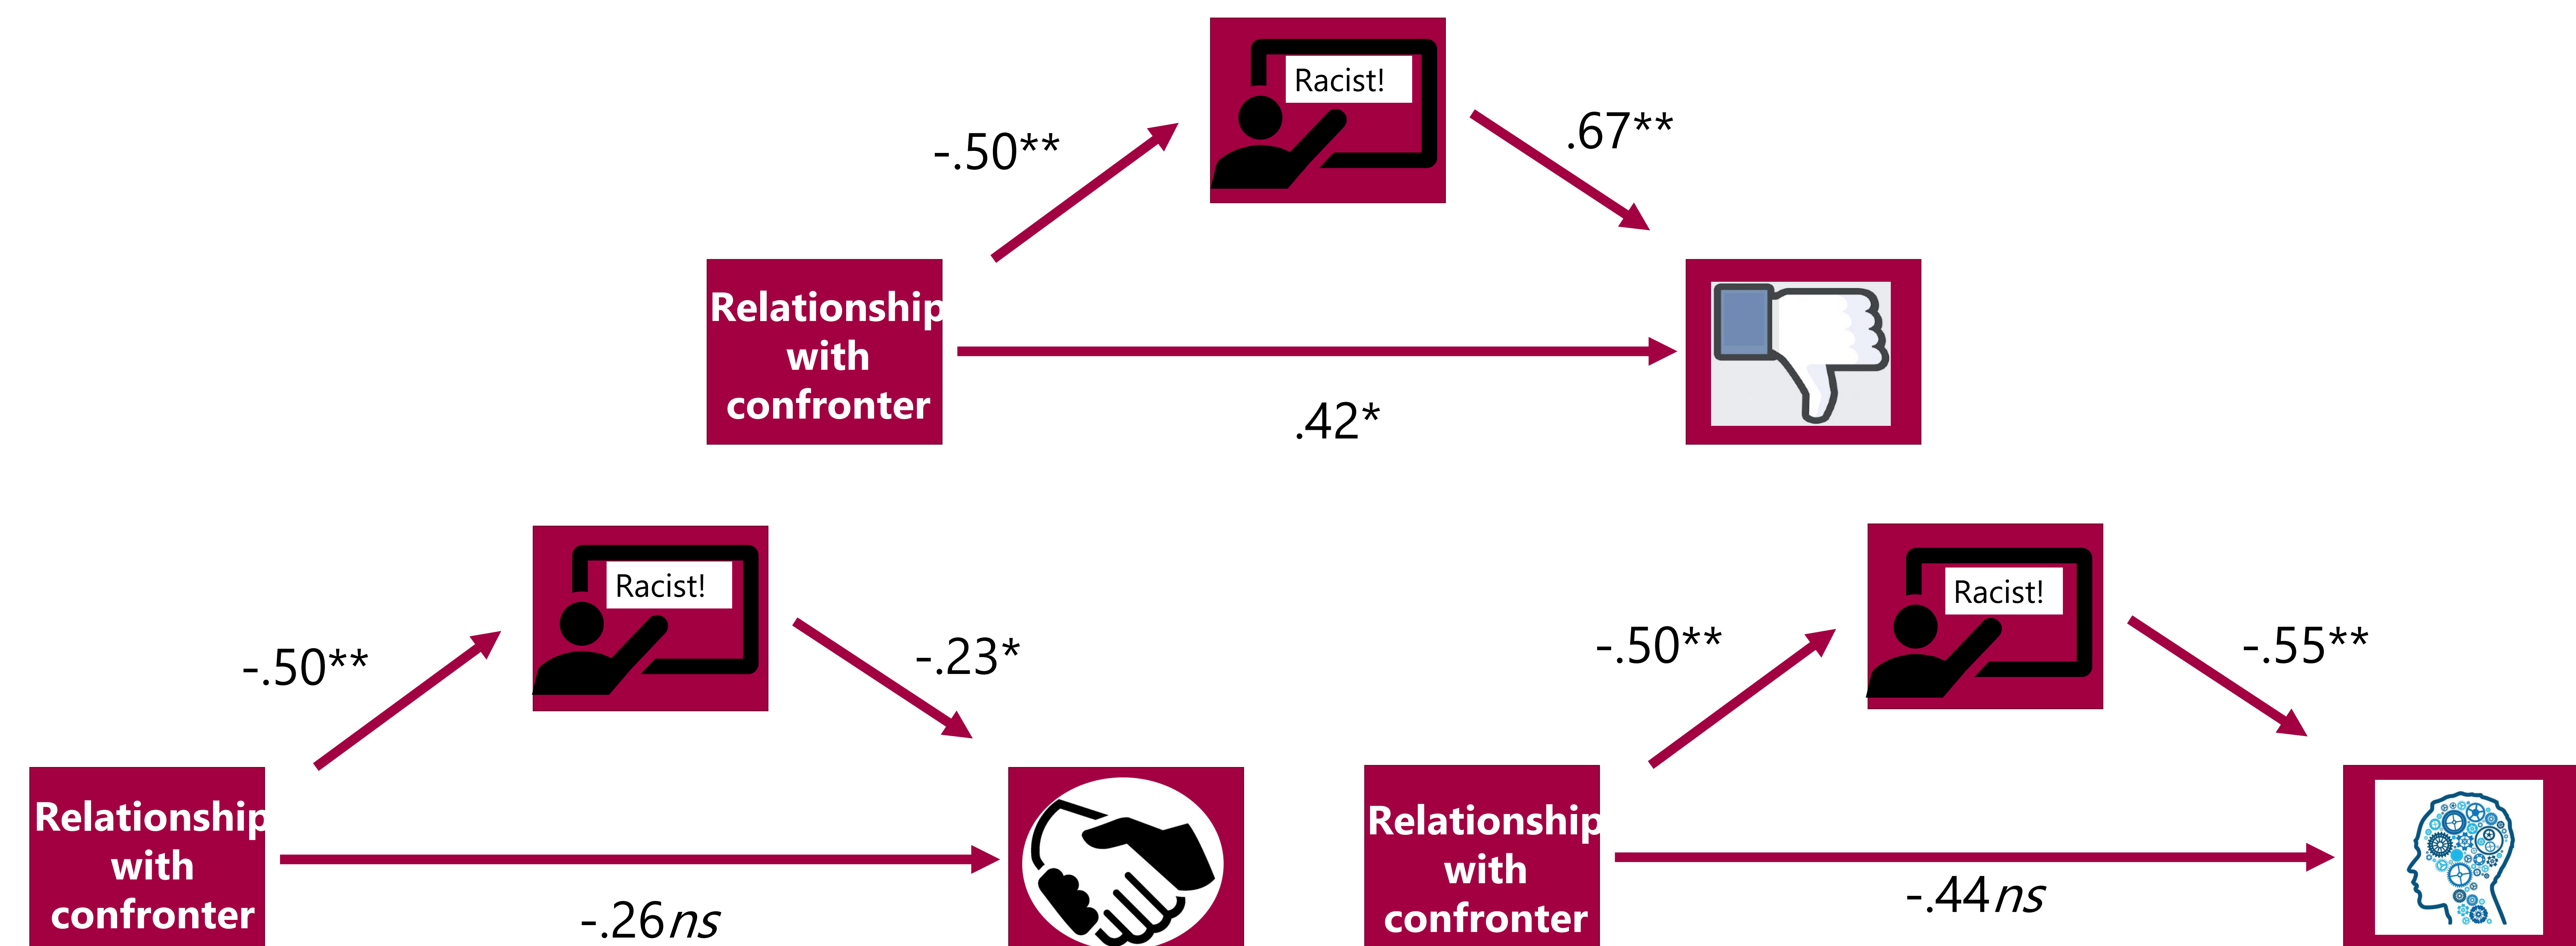 Racist!
-.50**
.67**
Relationship
with
confronter
.42*
Racist!
-.50**
-.23*
Relationship
with
confronter
-.26ns
Racist!
-.50**
-.55**
Relationship
with
confronter
-.44ns